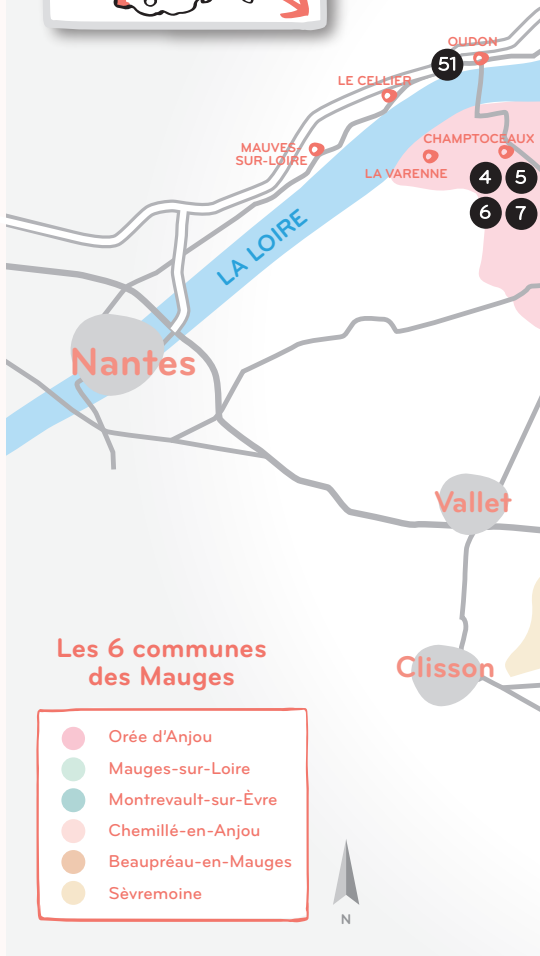 OUDON
51
LE CELLIER
MAUVES-
SUR-LOIRE
CHAMPTOCEAUX
LA VARENNE
4 5
6 7
LA LOIRE
Nantes
Vallet
Clisson
Les 6 communes
des Mauges
Orée d'Anjou
Mauges-sur-Loire
Montrevault-sur-Èvre
Chemillé-en-Anjou
Beaupréau-en-Mauges
Sèvremoine
N